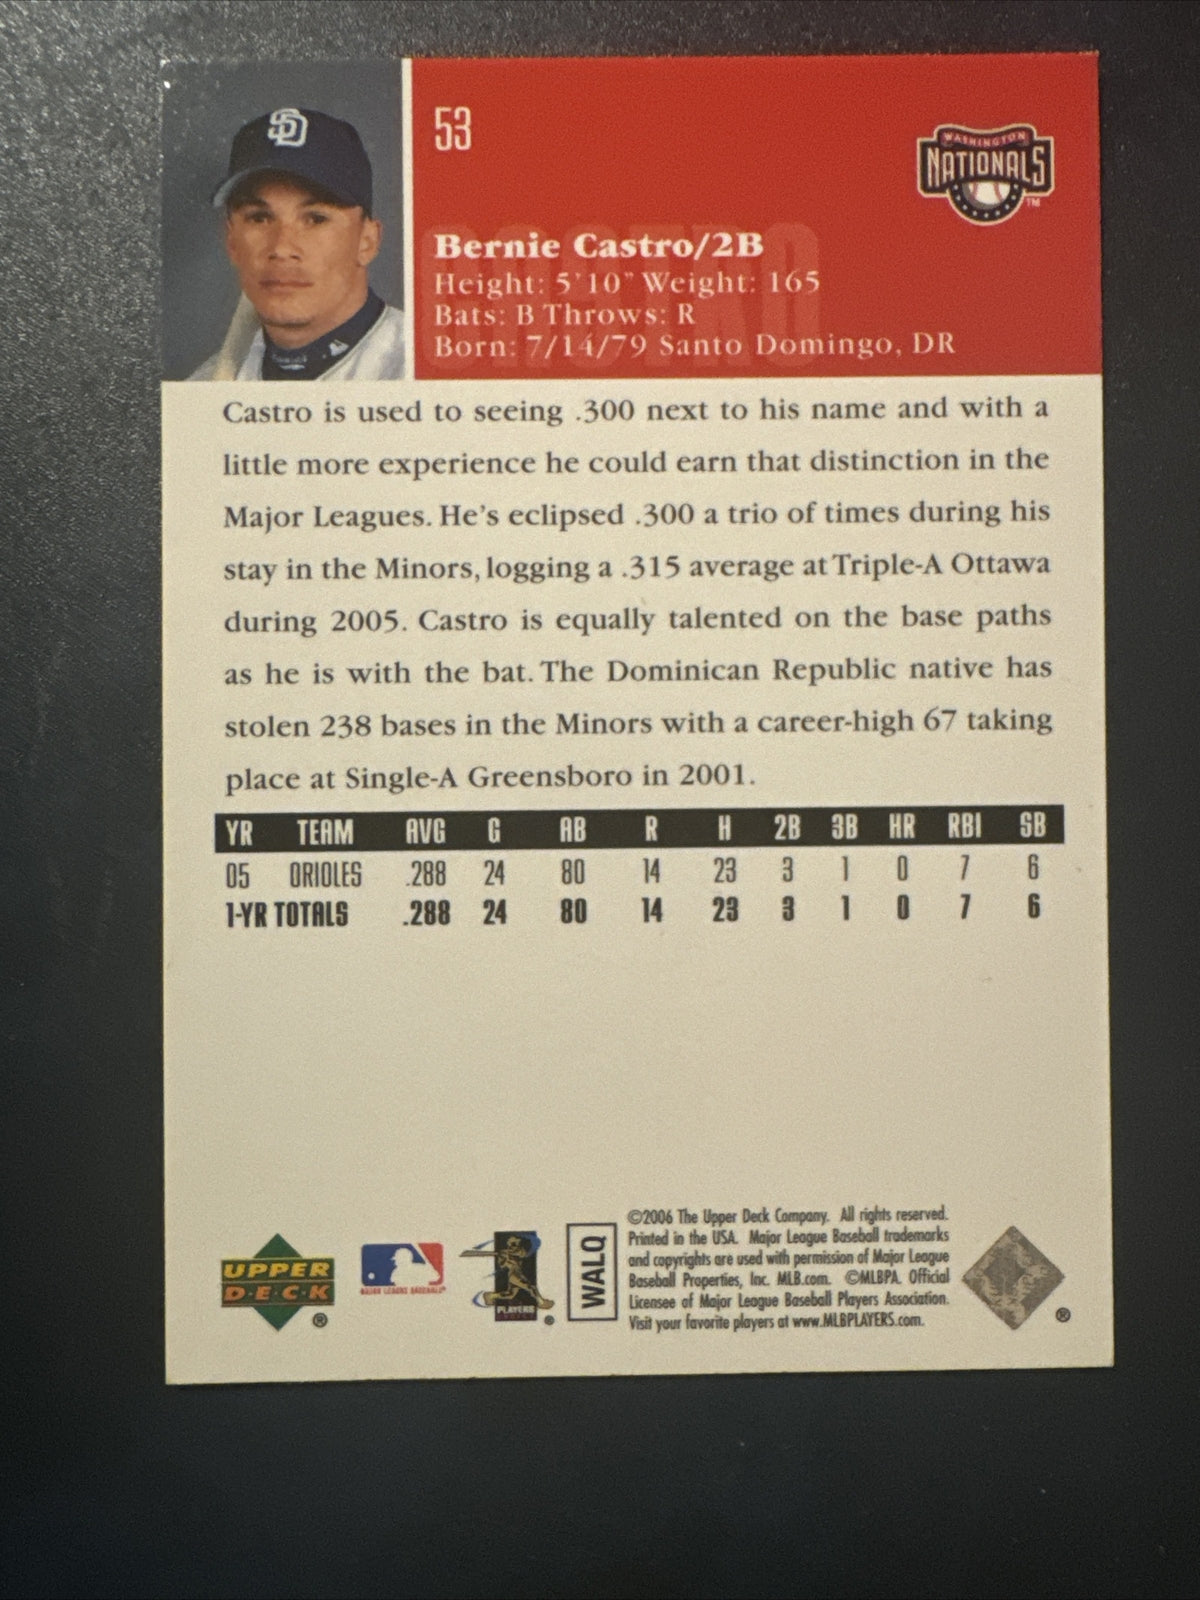 SD
53
WASHINGTON
NATIONALS
TM
CASTRO
Bernie Castro/2B
Height: 5'10" Weight: 165
Bats: B Throws: R
Born: 7/14/79 Santo Domingo, DR
Castro is used to seeing .300 next to his name and with a
little more experience he could earn that distinction in the
Major Leagues. He's eclipsed .300 a trio of times during his
stay in the Minors, logging a .315 average at Triple-A Ottawa
during 2005. Castro is equally talented on the base paths
as he is with the bat. The Dominican Republic native has
stolen 238 bases in the Minors with a career-high 67 taking
place at Single-A Greensboro in 2001.
YR TEAM AVG G AB R H 2B 3B HR RBI SB
05 ORIOLES .288 24 80 14 23 3 1 0 7 6
1-YR TOTALS .288 24 80 14 23 3 1 0 7 6
UPPER
D·E·C·K
®
MAJOR LEAGUE BASEBALL
PLAYERS
®
WALQ
©2006 The Upper Deck Company. All rights reserved.
Printed in the USA. Major League Baseball trademarks
and copyrights are used with permission of Major League
Baseball Properties, Inc. MLB.com. ©MLBPA. Official
Licensee of Major League Baseball Players Association.
Visit your favorite players at www.MLBPLAYERS.com.
®